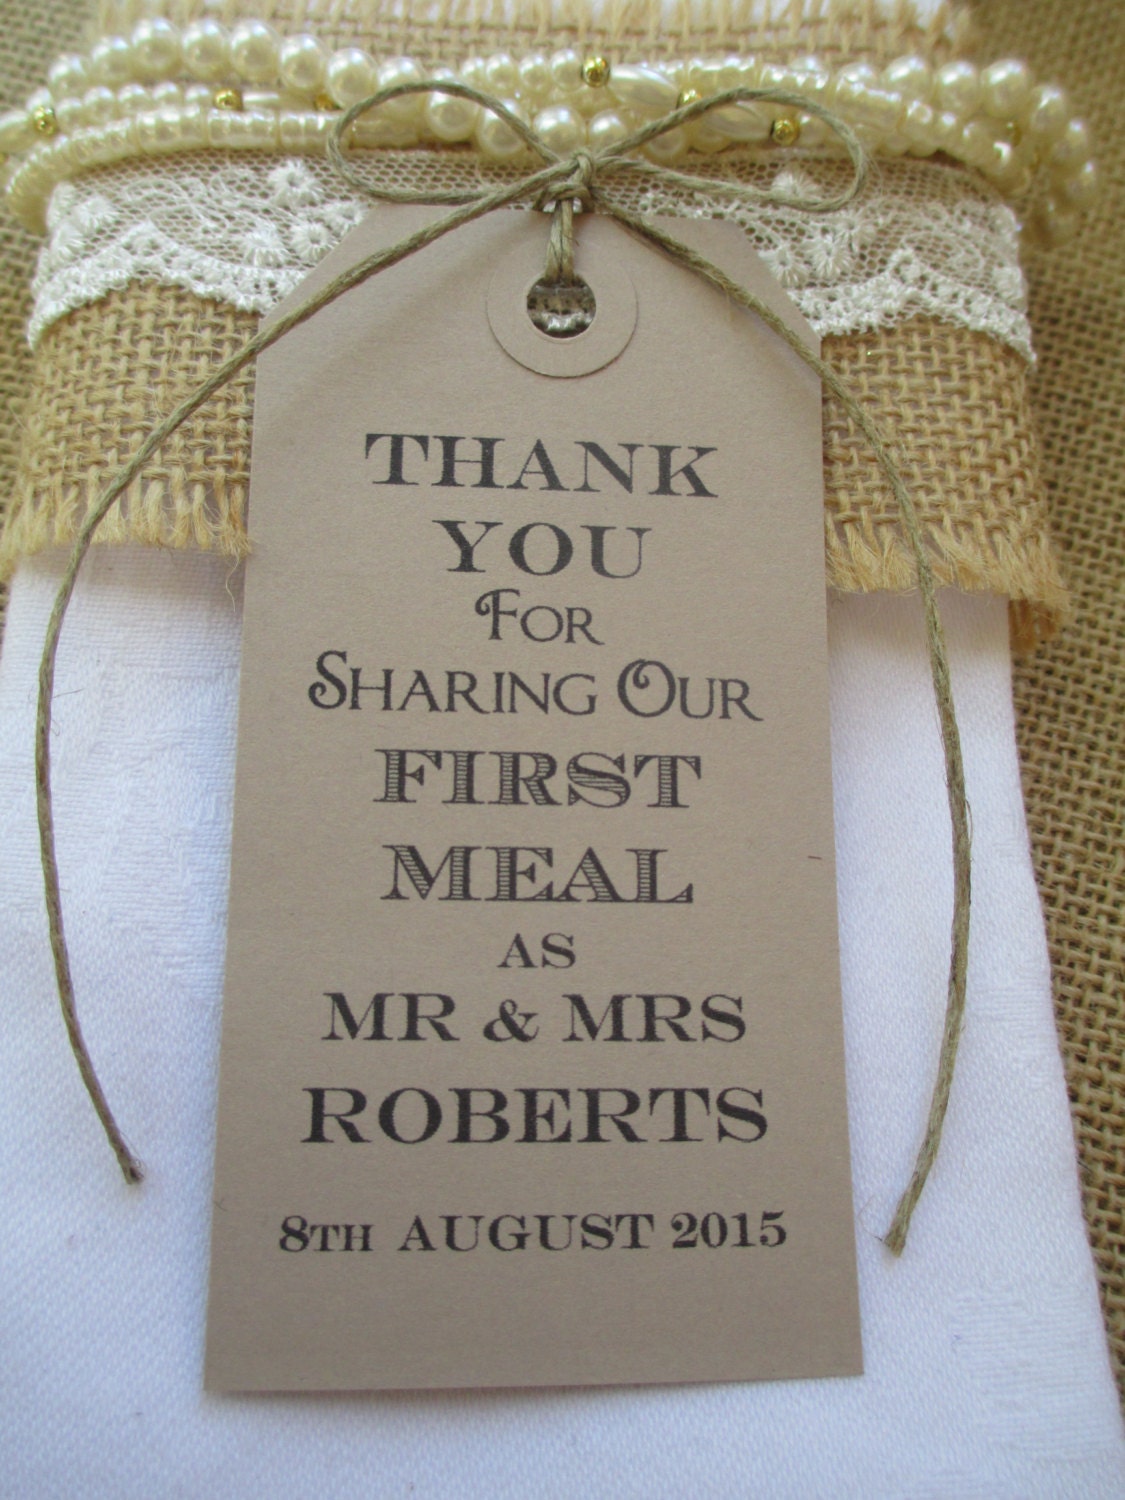 THANK
YOU
FOR
SHARING OUR
FIRST
MEAL
AS
MR & MRS
ROBERTS
8TH AUGUST 2015